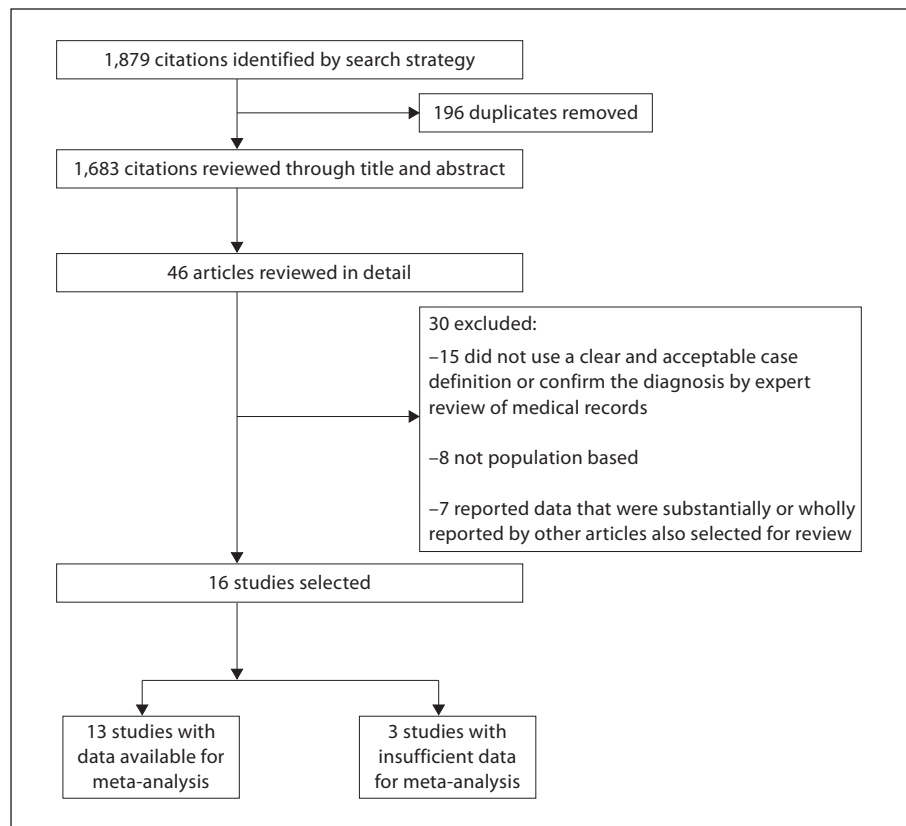 1,879 citations identified by search strategy
196 duplicates removed
1,683 citations reviewed through title and abstract
46 articles reviewed in detail
30 excluded:
–15 did not use a clear and acceptable case
definition or confirm the diagnosis by expert
review of medical records
–8 not population based
–7 reported data that were substantially or wholly
reported by other articles also selected for review
16 studies selected
13 studies with
data available for
meta-analysis
3 studies with
insufficient data
for meta-analysis